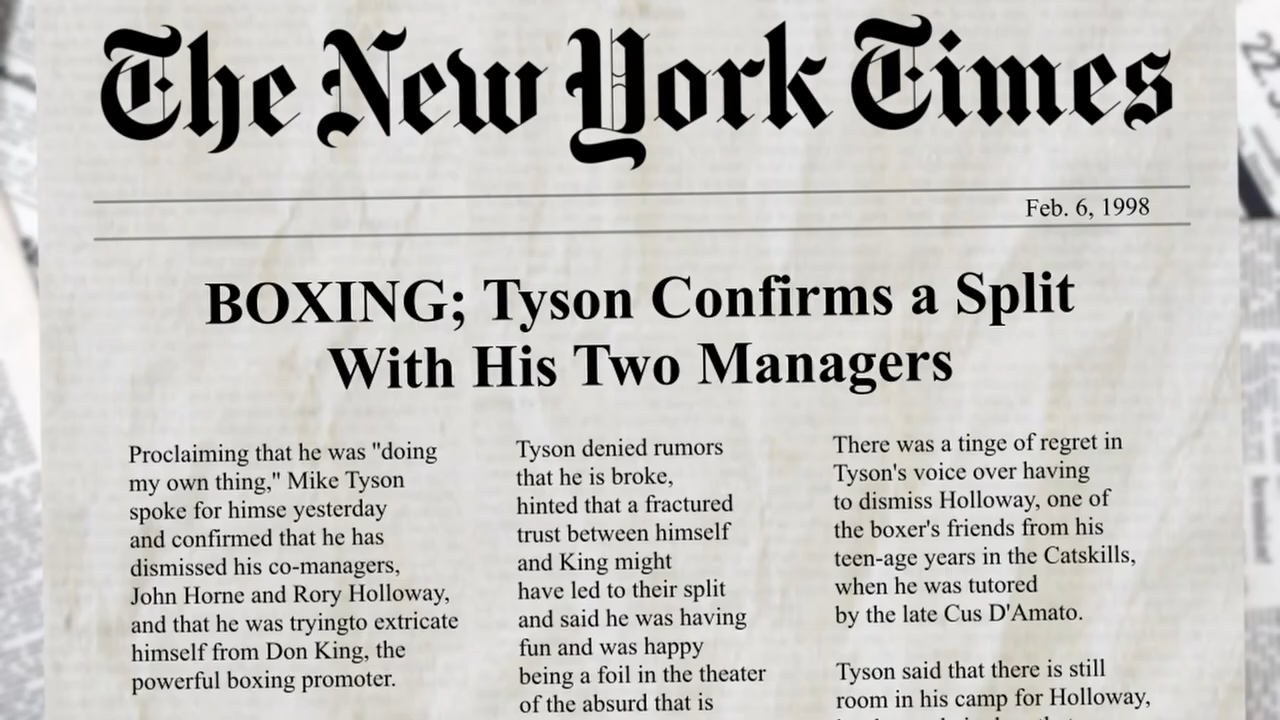 The New York Times
Feb. 6, 1998
BOXING; Tyson Confirms a Split
With His Two Managers
Proclaiming that he was "doing
my own thing," Mike Tyson
spoke for himse yesterday
and confirmed that he has
dismissed his co-managers,
John Horne and Rory Holloway,
and that he was tryingto extricate
himself from Don King, the
powerful boxing promoter.
Tyson denied rumors
that he is broke,
hinted that a fractured
trust between himself
and King might
have led to their split
and said he was having
fun and was happy
being a foil in the theater
of the absurd that is
There was a tinge of regret in
Tyson's voice over having
to dismiss Holloway, one of
the boxer's friends from his
teen-age years in the Catskills,
when he was tutored
by the late Cus D'Amato.
Tyson said that there is still
room in his camp for Holloway,